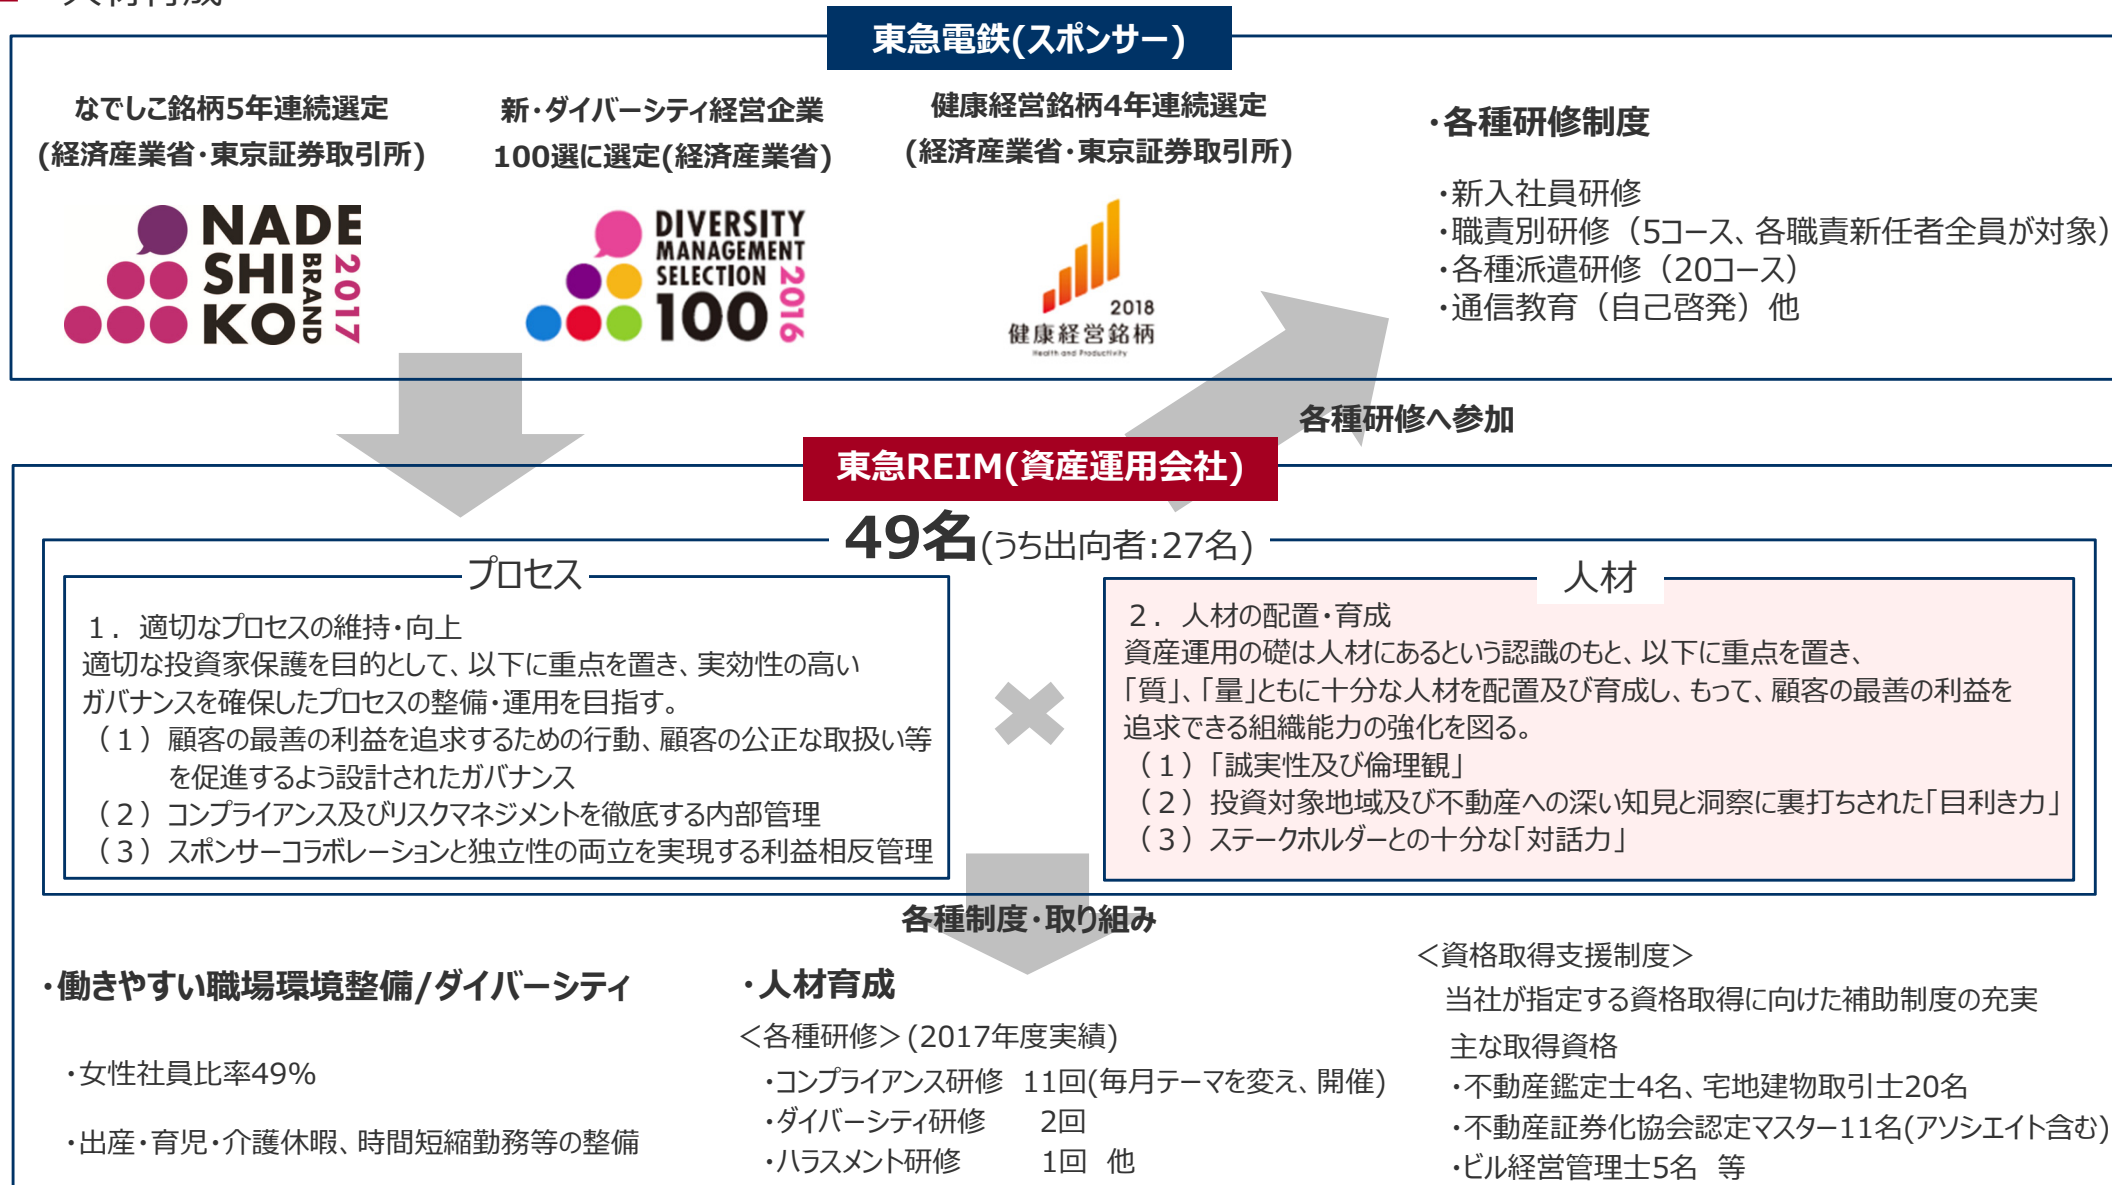 人材育成
東急電鉄(スポンサー)
なでしこ銘柄5年連続選定
(経済産業省・東京証券取引所)
NADE
SHI
KO
BRAND
2017
新・ダイバーシティ経営企業
100選に選定(経済産業省)
DIVERSITY
MANAGEMENT
SELECTION
100
2016
健康経営銘柄4年連続選定
(経済産業省・東京証券取引所)
2018
健康経営銘柄
Health and Productivity
・各種研修制度
・新入社員研修
・職責別研修（5コース、各職責新任者全員が対象）
・各種派遣研修（20コース）
・通信教育（自己啓発）他
各種研修へ参加
東急REIM(資産運用会社)
49名(うち出向者:27名)
プロセス
1．適切なプロセスの維持・向上
適切な投資家保護を目的として、以下に重点を置き、実効性の高い
ガバナンスを確保したプロセスの整備・運用を目指す。
（1）顧客の最善の利益を追求するための行動、顧客の公正な取扱い等
を促進するよう設計されたガバナンス
（2）コンプライアンス及びリスクマネジメントを徹底する内部管理
（3）スポンサーコラボレーションと独立性の両立を実現する利益相反管理
人材
2．人材の配置・育成
資産運用の礎は人材にあるという認識のもと、以下に重点を置き、
「質」、「量」ともに十分な人材を配置及び育成し、もって、顧客の最善の利益を
追求できる組織能力の強化を図る。
（1）「誠実性及び倫理観」
（2）投資対象地域及び不動産への深い知見と洞察に裏打ちされた「目利き力」
（3）ステークホルダーとの十分な「対話力」
各種制度・取り組み
・働きやすい職場環境整備/ダイバーシティ
・女性社員比率49%
・出産・育児・介護休暇、時間短縮勤務等の整備
・人材育成
＜各種研修＞(2017年度実績)
・コンプライアンス研修 11回(毎月テーマを変え、開催)
・ダイバーシティ研修 2回
・ハラスメント研修 1回 他
＜資格取得支援制度＞
当社が指定する資格取得に向けた補助制度の充実
主な取得資格
・不動産鑑定士4名、宅地建物取引士20名
・不動産証券化協会認定マスター11名(アソシエイト含む)
・ビル経営管理士5名 等